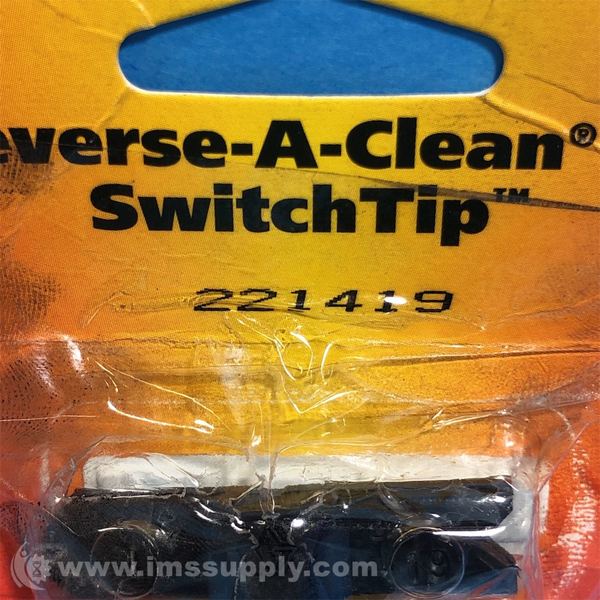 everse-A-Clean®
SwitchTip™
221419
19
www.imssupply.com